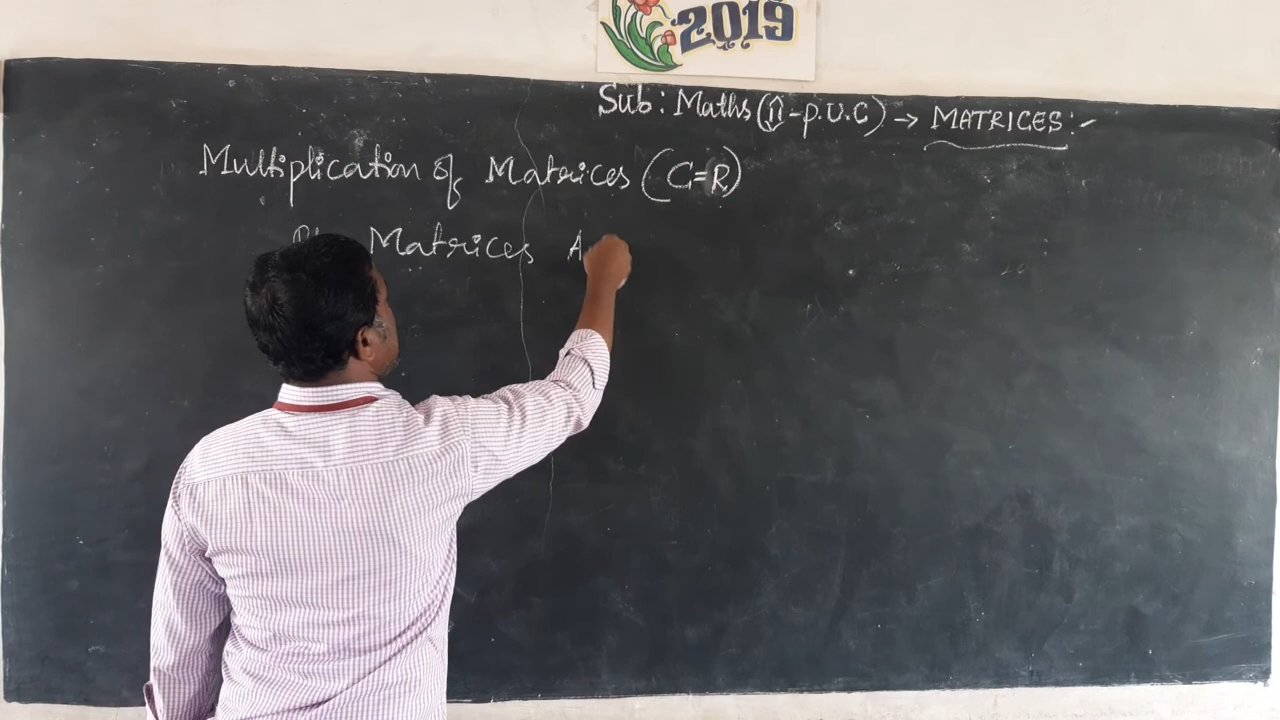 2019
Sub: Maths (II - P.U.C) → MATRICES:-
Multiplication of Matrices (C=R)
Matrices A